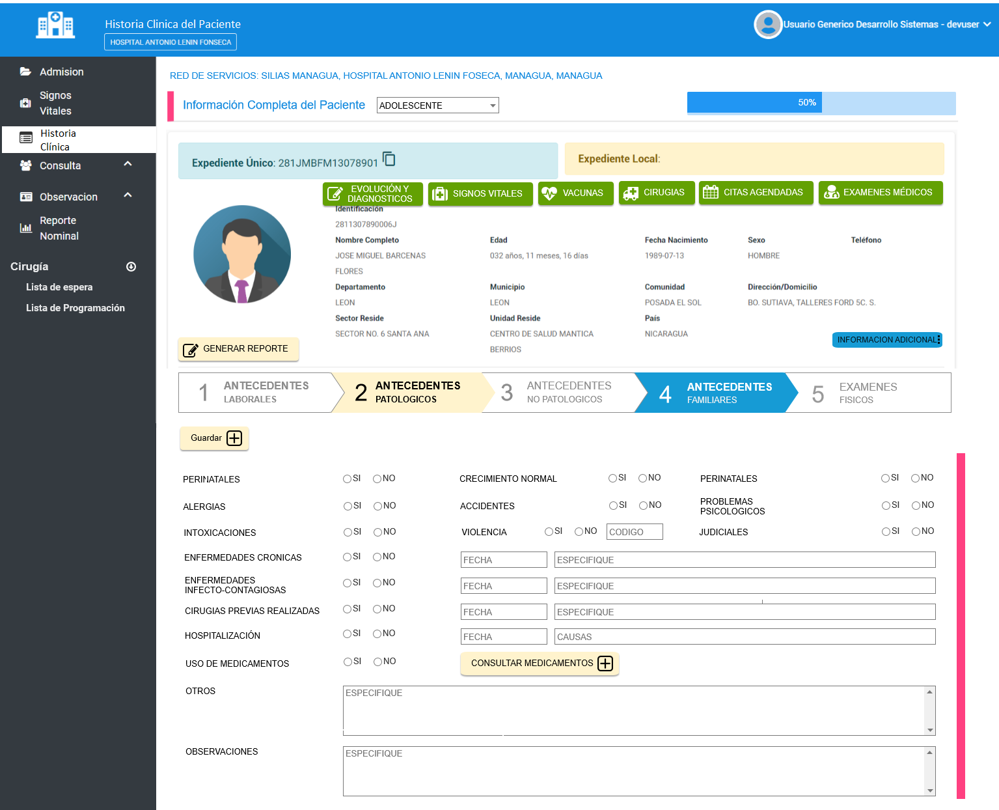 Historia Clinica del Paciente
HOSPITAL ANTONIO LENIN FONSECA
Usuario Generico Desarrollo Sistemas - devuser
Admision
Signos
Vitales
Historia
Clínica
Consulta
Observacion
Reporte
Nominal
Cirugía
Lista de espera
Lista de Programación
RED DE SERVICIOS: SILIAS MANAGUA, HOSPITAL ANTONIO LENIN FOSECA, MANAGUA, MANAGUA
Información Completa del Paciente
ADOLESCENTE
50%
Expediente Único: 281JMBFM13078901
Expediente Local:
EVOLUCIÓN Y
DIAGNOSTICOS
SIGNOS VITALES
VACUNAS
CIRUGIAS
CITAS AGENDADAS
EXAMENES MÉDICOS
Identificación
2811307890006J
Nombre Completo
Edad
Fecha Nacimiento
Sexo
Teléfono
JOSE MIGUEL BARCENAS
FLORES
032 años, 11 meses, 16 días
1989-07-13
HOMBRE
Departamento
Municipio
Comunidad
Dirección/Domicilio
LEON
LEON
POSADA EL SOL
BO. SUTIAVA, TALLERES FORD 5C. S.
Sector Reside
Unidad Reside
País
SECTOR NO. 6 SANTA ANA
CENTRO DE SALUD MANTICA
BERRIOS
NICARAGUA
INFORMACION ADICIONAL
GENERAR REPORTE
1 ANTECEDENTES
LABORALES
2 ANTECEDENTES
PATOLOGICOS
3 ANTECEDENTES
NO PATOLOGICOS
4 ANTECEDENTES
FAMILIARES
5 EXAMENES
FISICOS
Guardar
PERINATALES SI NO
CRECIMIENTO NORMAL SI NO
PERINATALES SI NO
ALERGIAS SI NO
ACCIDENTES SI NO
PROBLEMAS
PSICOLOGICOS SI NO
INTOXICACIONES SI NO
VIOLENCIA SI NO CODIGO
JUDICIALES SI NO
ENFERMEDADES CRONICAS SI NO FECHA ESPECIFIQUE
ENFERMEDADES
INFECTO-CONTAGIOSAS SI NO FECHA ESPECIFIQUE
CIRUGIAS PREVIAS REALIZADAS SI NO FECHA ESPECIFIQUE
HOSPITALIZACIÓN SI NO FECHA CAUSAS
USO DE MEDICAMENTOS SI NO CONSULTAR MEDICAMENTOS
OTROS ESPECIFIQUE
OBSERVACIONES ESPECIFIQUE